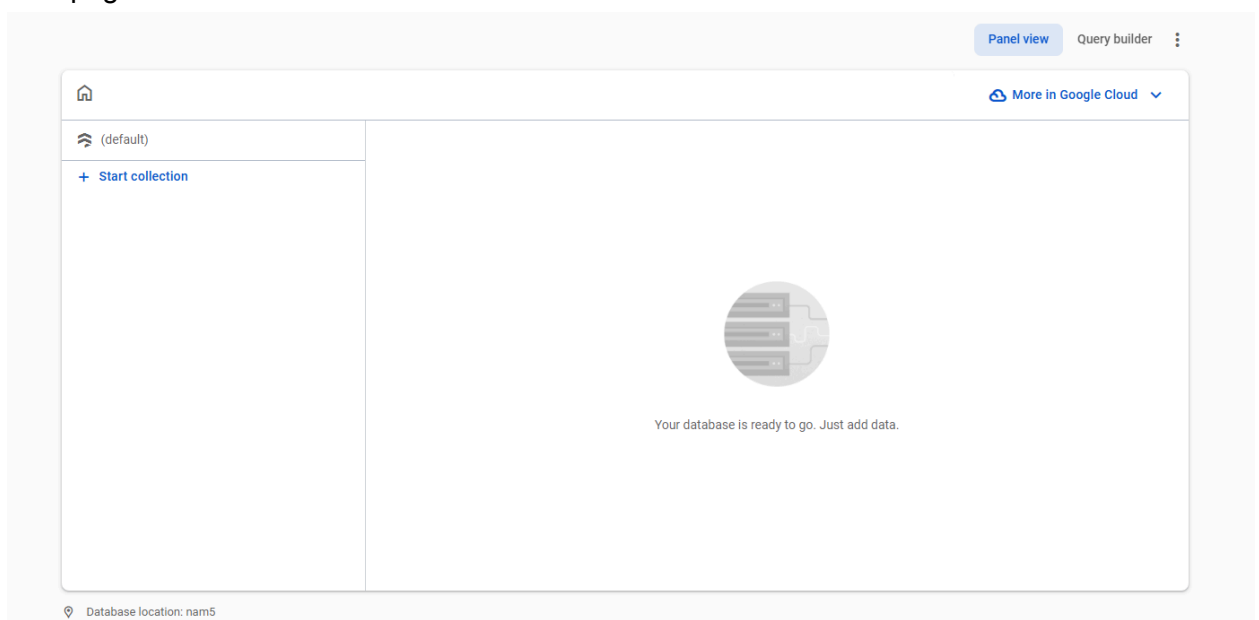 Panel view
Query builder
More in Google Cloud
(default)
+ Start collection
Your database is ready to go. Just add data.
Database location: nam5